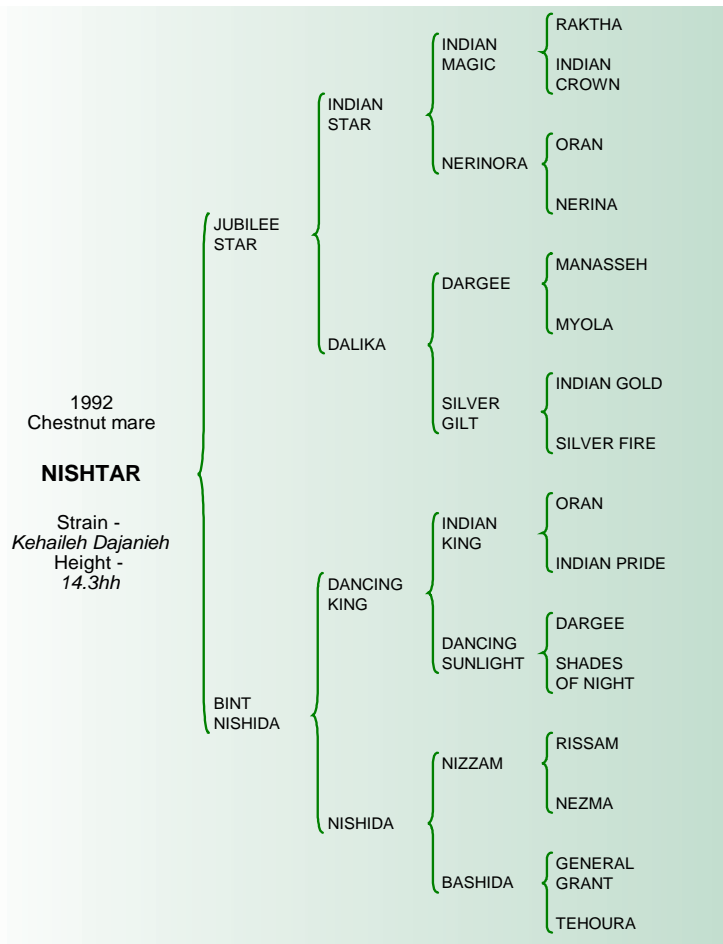 1992
Chestnut mare
NISHTAR
Strain -
Kehaileh Dajanieh
Height -
14.3hh
JUBILEE
STAR
BINT
NISHIDA
INDIAN
STAR
DALIKA
DANCING
KING
NISHIDA
INDIAN
MAGIC
NERINORA
DARGEE
SILVER
GILT
INDIAN
KING
DANCING
SUNLIGHT
NIZZAM
BASHIDA
RAKTHA
INDIAN
CROWN
ORAN
NERINA
MANASSEH
MYOLA
INDIAN GOLD
SILVER FIRE
ORAN
INDIAN PRIDE
DARGEE
SHADES
OF NIGHT
RISSAM
NEZMA
GENERAL
GRANT
TEHOURA